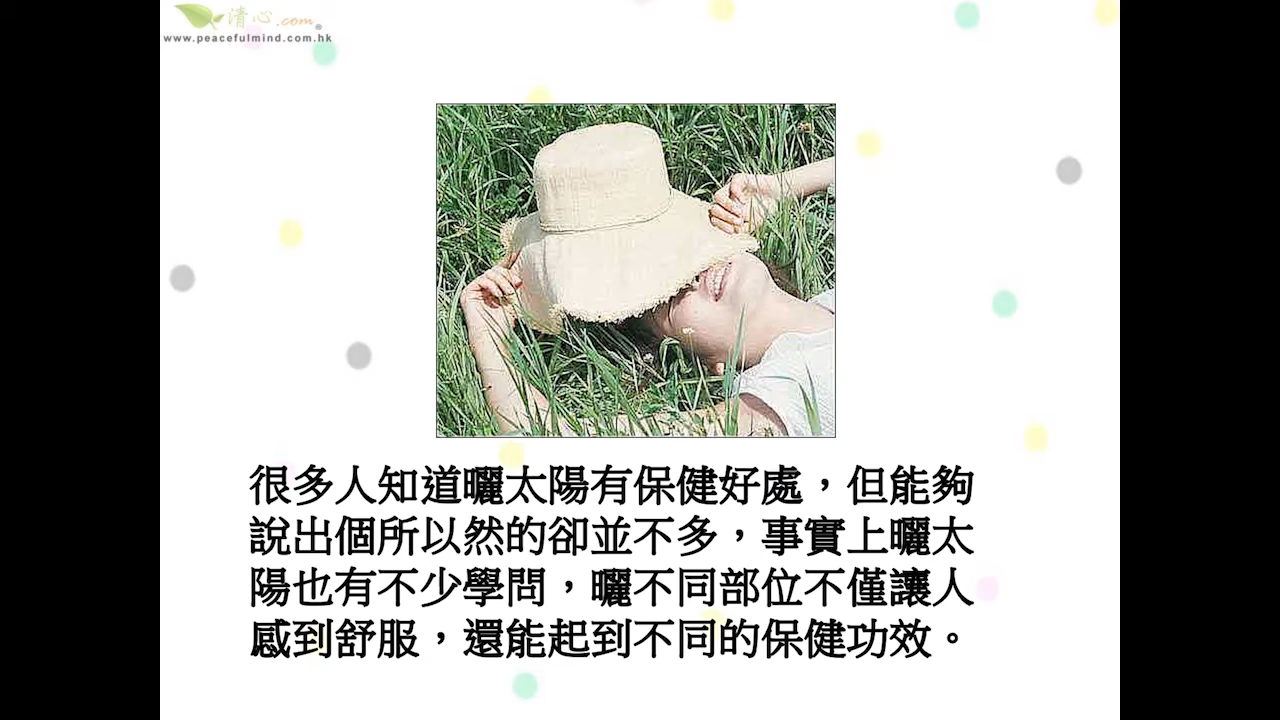 清心.com
www.peacefulmind.com.hk
很多人知道曬太陽有保健好處，但能夠
說出個所以然的卻並不多，事實上曬太
陽也有不少學問，曬不同部位不僅讓人
感到舒服，還能起到不同的保健功效。